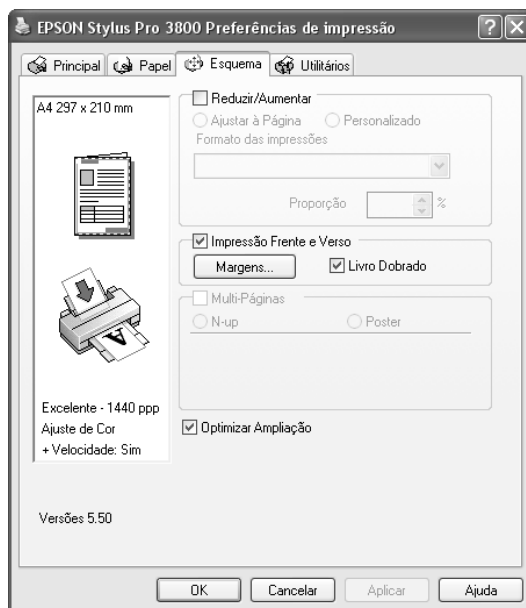 EPSON Stylus Pro 3800 Preferências de impressão
Principal Papel Esquema Utilitários
A4 297 x 210 mm
Excelente - 1440 ppp
Ajuste de Cor
+ Velocidade: Sim
Reduzir/Aumentar
Ajustar à Página Personalizado
Formato das impressões
Proporção %
Impressão Frente e Verso
Margens... Livro Dobrado
Multi-Páginas
N-up Poster
Optimizar Ampliação
Versões 5.50
OK Cancelar Aplicar Ajuda